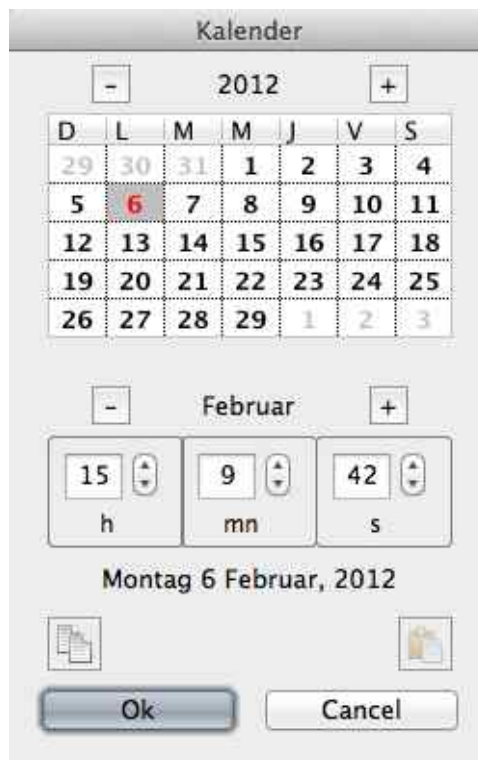 Kalender
- 2012 +
D L M M J V S
29 30 31 1 2 3 4
5 6 7 8 9 10 11
12 13 14 15 16 17 18
19 20 21 22 23 24 25
26 27 28 29 1 2 3
- Februar +
15 9 42
h mn s
Montag 6 Februar, 2012
Ok Cancel